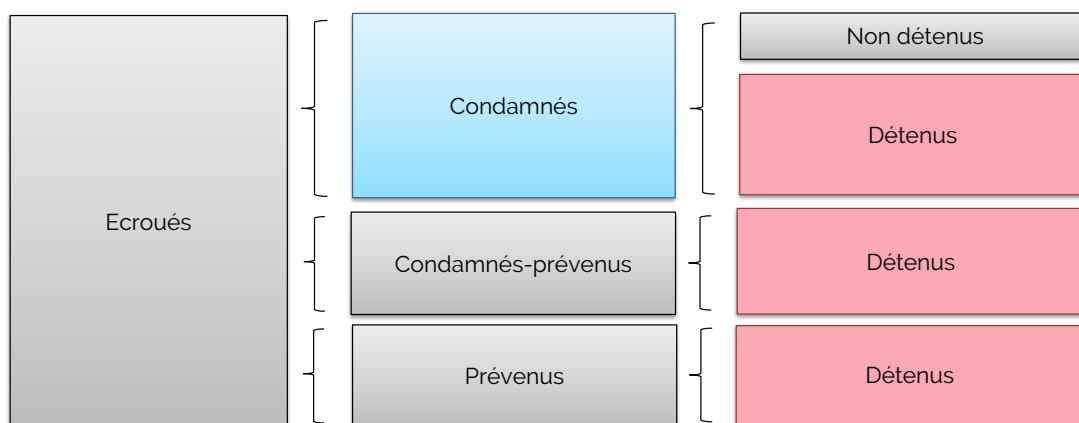 Ecroués
Condamnés
Non détenus
Détenus
Condamnés-prévenus
Détenus
Prévenus
Détenus